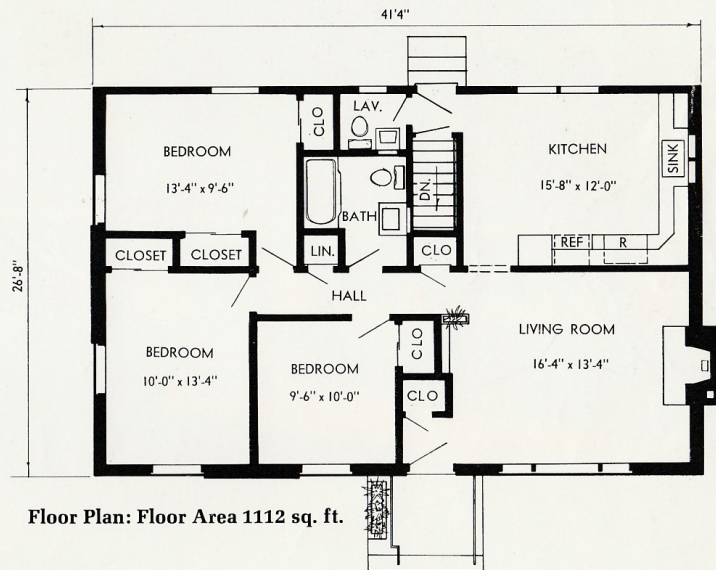 41'4"
CLO
LAV.
BEDROOM
13'-4" x 9'-6"
KITCHEN
15'-8" x 12'-0"
SINK
DN.
BATH
CLOSET
CLOSET
LIN.
CLO
REF
R
26'-8"
HALL
BEDROOM
10'-0" x 13'-4"
BEDROOM
9'-6" x 10'-0"
CLO
CLO
LIVING ROOM
16'-4" x 13'-4"
Floor Plan: Floor Area 1112 sq. ft.